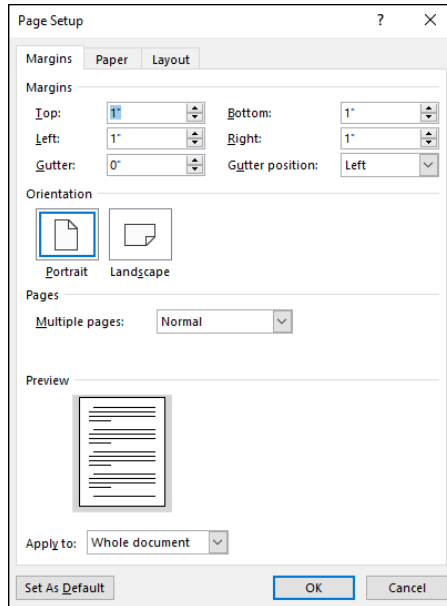 Page Setup ? ×
Margins Paper Layout
Margins
Top: 1" Bottom: 1"
Left: 1" Right: 1"
Gutter: 0" Gutter position: Left
Orientation
Portrait Landscape
Pages
Multiple pages: Normal
Preview
Apply to: Whole document
Set As Default OK Cancel